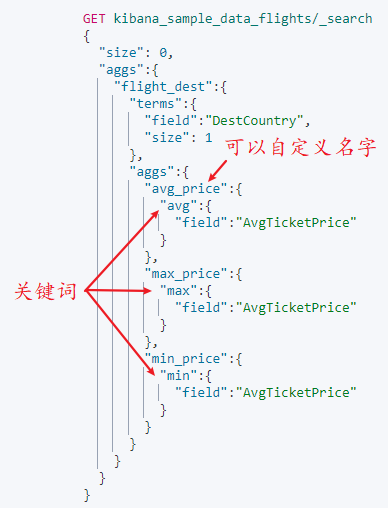 GET kibana_sample_data_flights/_search
{
"size": 0,
"aggs":{
"flight_dest":{
"terms":{
"field":"DestCountry",
"size": 1
},
可以自定义名字
"aggs":{
"avg_price":{
"avg":{
"field":"AvgTicketPrice"
}
},
关键词
"max_price":{
"max":{
"field":"AvgTicketPrice"
}
},
"min_price":{
"min":{
"field":"AvgTicketPrice"
}
}
}
}
}
}